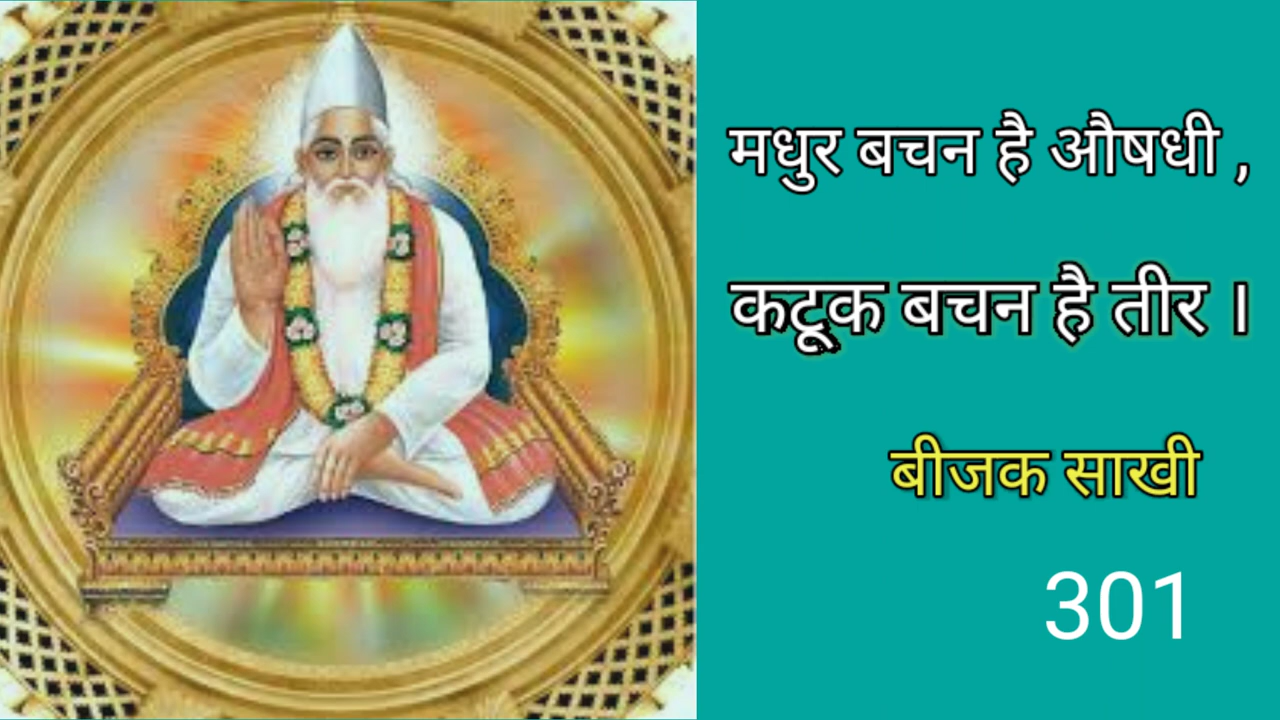 मधुर बचन है औषधी ,
कटूक बचन है तीर ।
बीजक साखी
301